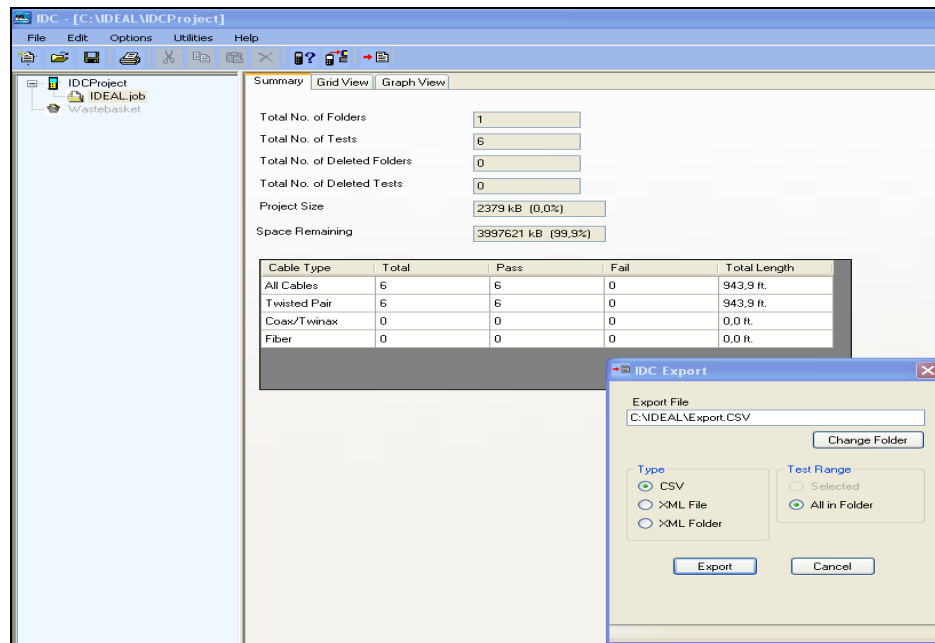 IDC - [C:\IDEAL\IDCProject]
File Edit Options Utilities Help
IDCProject
IDEAL.job
Wastebasket
Summary Grid View Graph View
Total No. of Folders 1
Total No. of Tests 6
Total No. of Deleted Folders 0
Total No. of Deleted Tests 0
Project Size 2379 kB (0,0%)
Space Remaining 3997621 kB (99,9%)
Cable Type Total Pass Fail Total Length
All Cables 6 6 0 943,9 ft.
Twisted Pair 6 6 0 943,9 ft.
Coax/Twinax 0 0 0 0,0 ft.
Fiber 0 0 0 0,0 ft.
IDC Export
Export File
C:\IDEAL\Export.CSV
Change Folder
Type
CSV
XML File
XML Folder
Test Range
Selected
All in Folder
Export Cancel